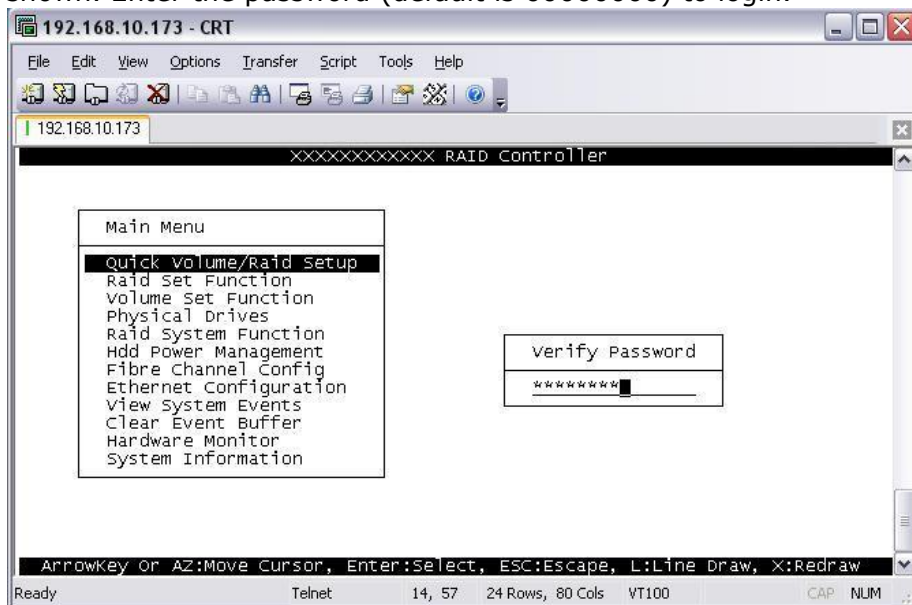 shown. Enter the password (default is 00000000) to login.
192.168.10.173 - CRT
File Edit View Options Transfer Script Tools Help
192.168.10.173
XXXXXXXXXXXX RAID Controller
Main Menu
Quick Volume/Raid Setup
Raid Set Function
Volume Set Function
Physical Drives
Raid System Function
Hdd Power Management
Fibre Channel Config
Ethernet Configuration
View System Events
Clear Event Buffer
Hardware Monitor
System Information
Verify Password
********
ArrowKey Or AZ:Move Cursor, Enter:Select, ESC:Escape, L:Line Draw, X:Redraw
Ready Telnet 14, 57 24 Rows, 80 Cols VT100 CAP NUM